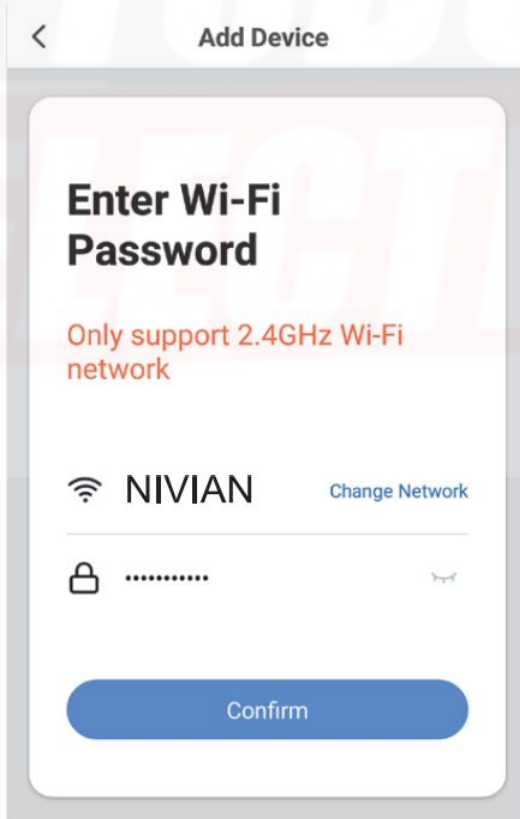 Add Device
Enter Wi-Fi
Password
Only support 2.4GHz Wi-Fi
network
NIVIAN
Change Network
•••••••••••
Confirm